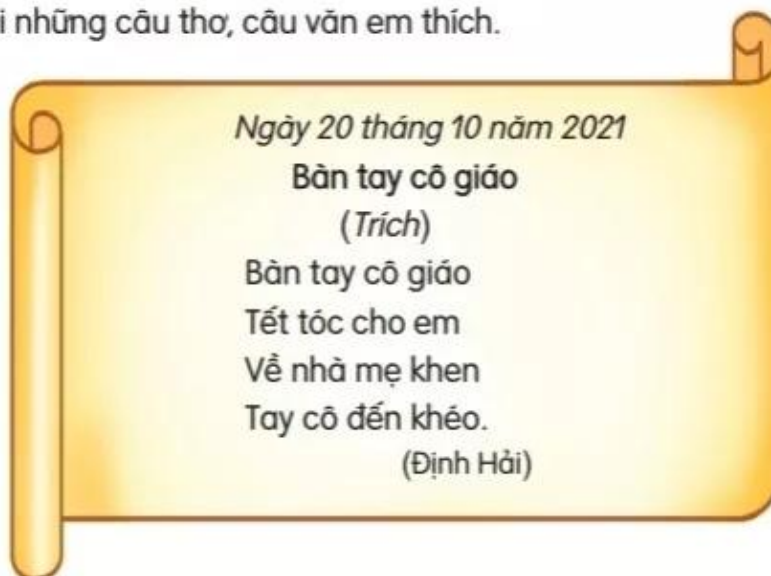 i những câu thơ, câu văn em thích.
Ngày 20 tháng 10 năm 2021
Bàn tay cô giáo
(Trích)
Bàn tay cô giáo
Tết tóc cho em
Về nhà mẹ khen
Tay cô đến khéo.
(Định Hải)